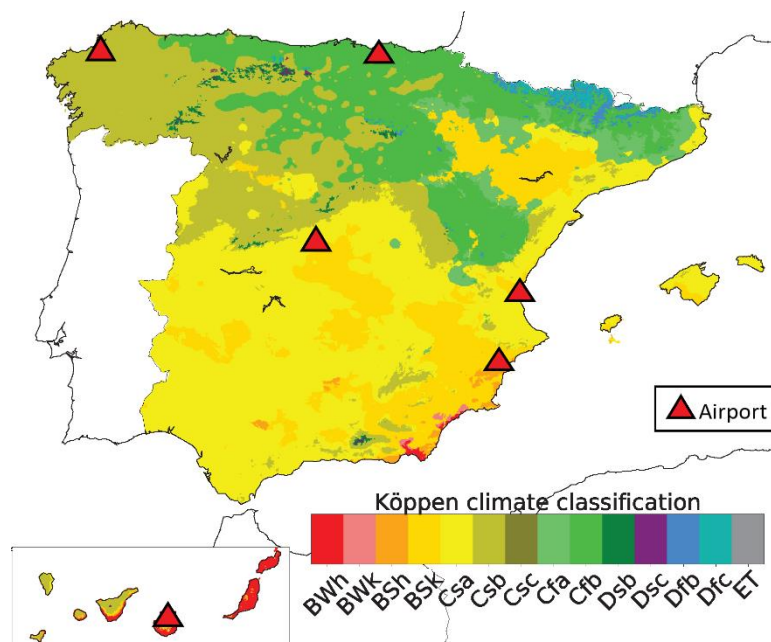 Airport
Köppen climate classification
BWh
BWk
BSh
BSk
Csa
Csb
Csc
Cfa
Cfb
Dsb
Dsc
Dfb
Dfc
ET